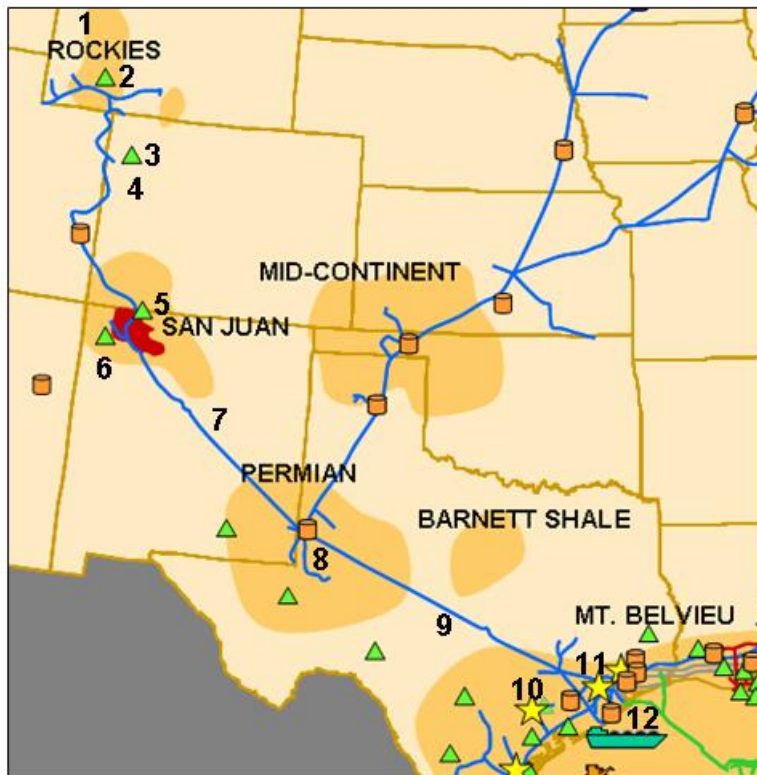 1
ROCKIES
2
3
4
MID-CONTINENT
5
SAN JUAN
6
7
PERMIAN
BARNETT SHALE
8
9
MT. BELVIEU
11
10
12